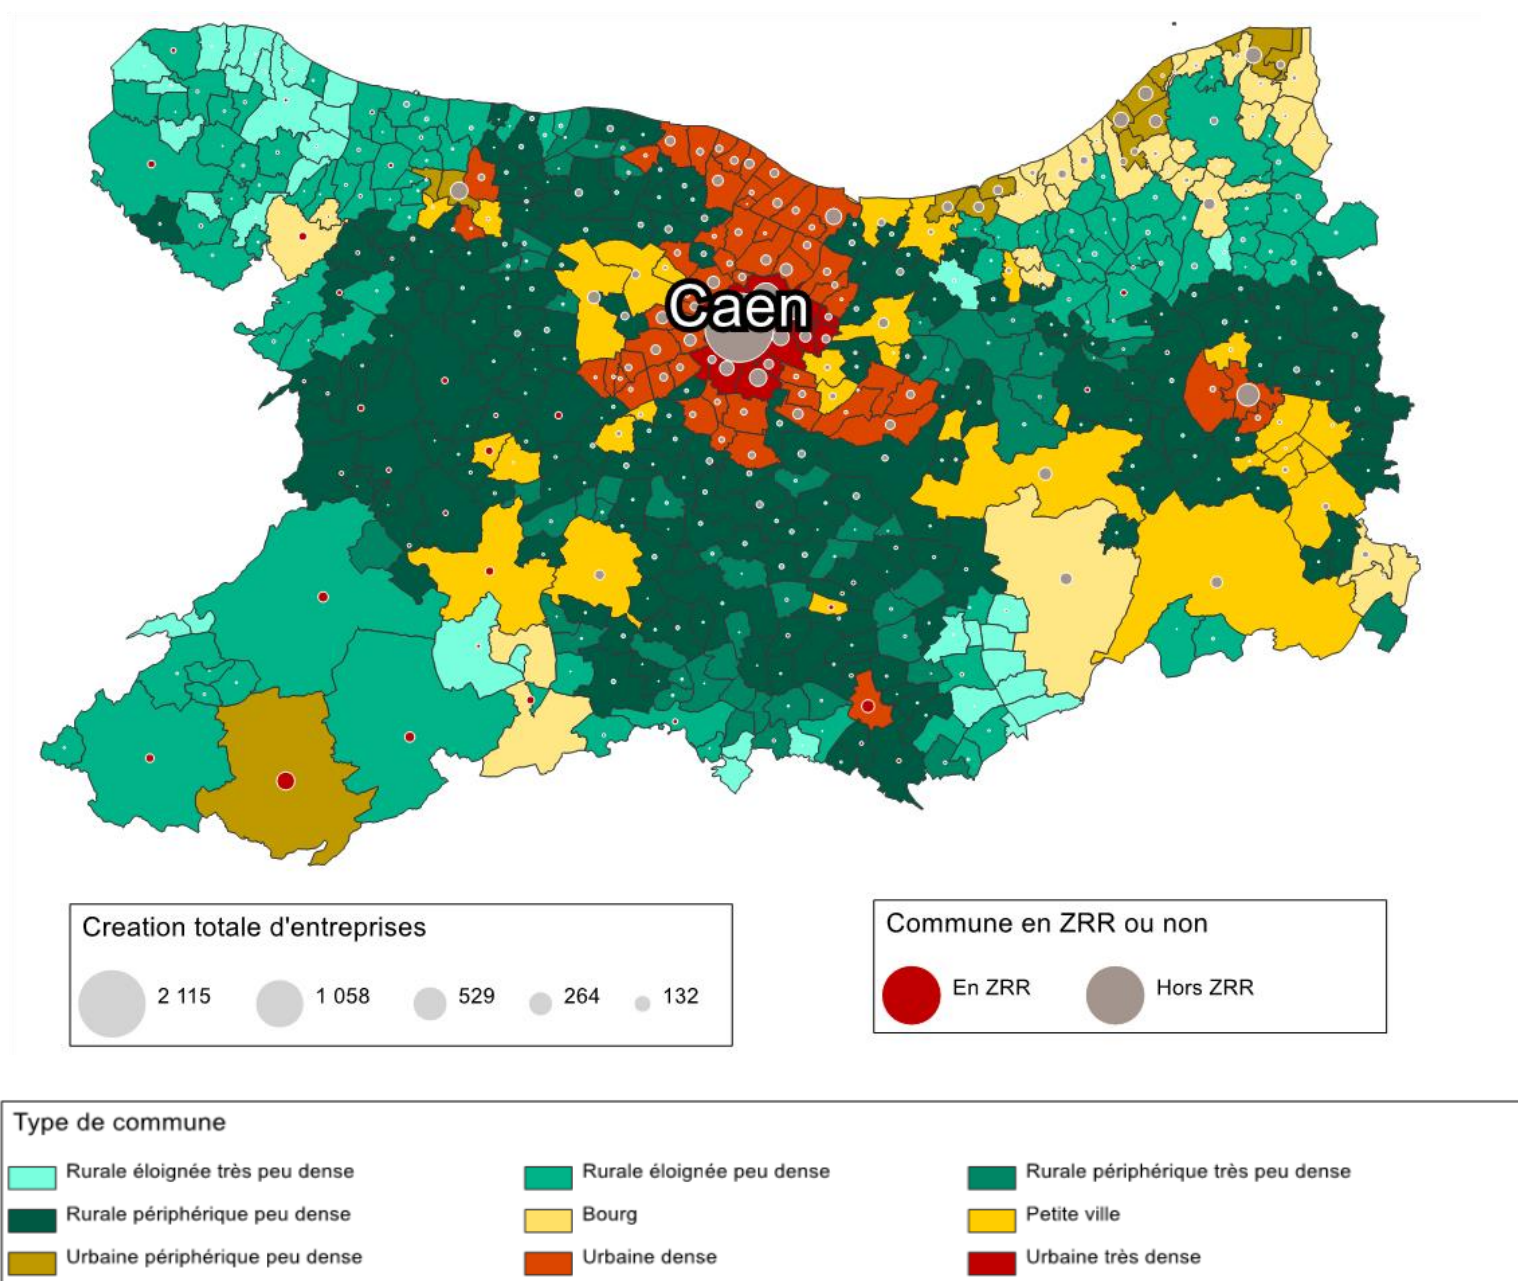 Caen
Creation totale d'entreprises
2 115
1 058
529
264
132
Commune en ZRR ou non
En ZRR
Hors ZRR
Type de commune
Rurale éloignée très peu dense
Rurale éloignée peu dense
Rurale périphérique très peu dense
Rurale périphérique peu dense
Bourg
Petite ville
Urbaine périphérique peu dense
Urbaine dense
Urbaine très dense